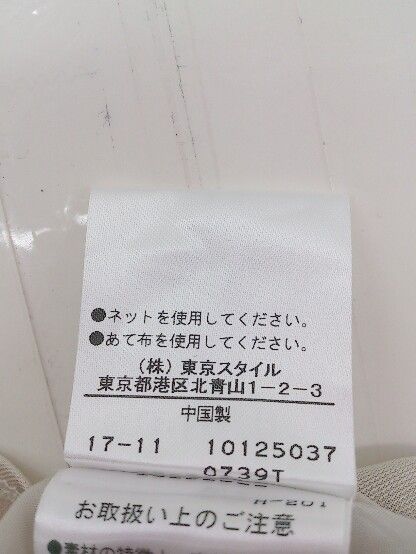 ●ネットを使用してください。
●あて布を使用してください。
(株)東京スタイル
東京都港区北青山1-2-3
中国製
17-11 10125037
0739T
お取扱い上のご注意